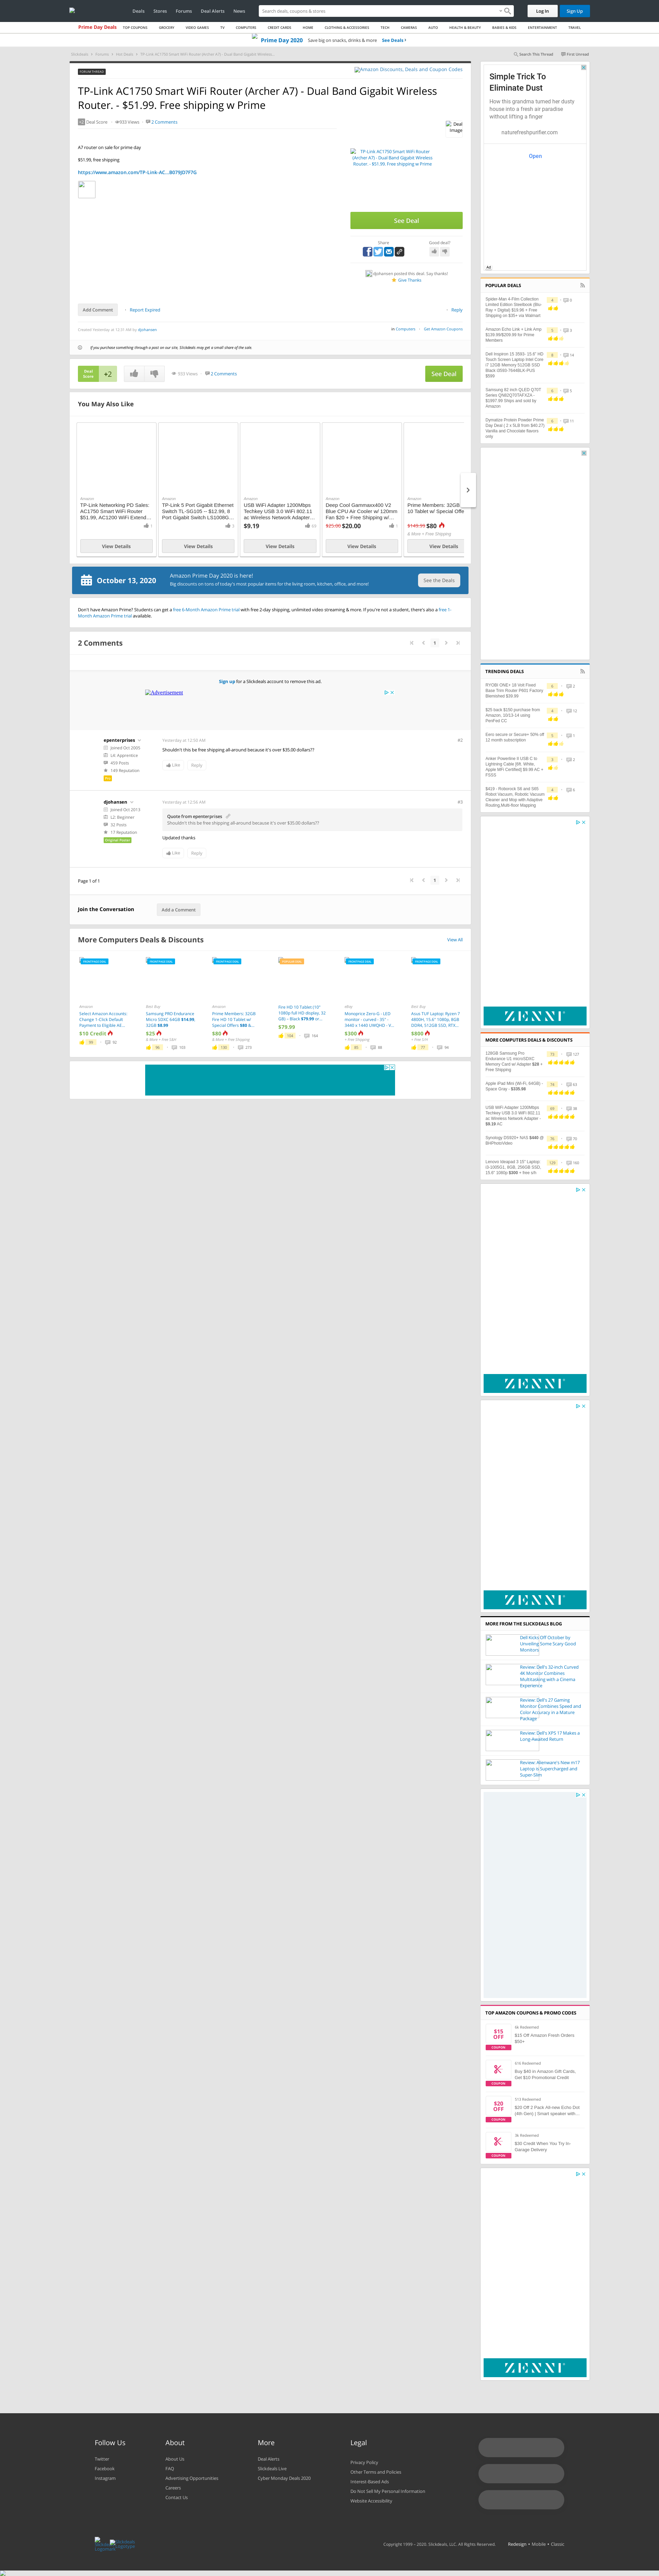 Deals Stores Forums Deal Alerts News
Search deals, coupons & stores
Log In
Sign Up
Prime Day Deals TOP COUPONS GROCERY VIDEO GAMES TV COMPUTERS CREDIT CARDS HOME CLOTHING & ACCESSORIES TECH CAMERAS AUTO HEALTH & BEAUTY BABIES & KIDS ENTERTAINMENT TRAVEL
Prime Day 2020 Save big on snacks, drinks & more See Deals
Slickdeals > Forums > Hot Deals > TP-Link AC1750 Smart WiFi Router (Archer A7) - Dual Band Gigabit Wireless...
Search This Thread
Print Unread
FORUM THREAD
Amazon Discounts, Deals and Coupon Codes
TP-Link AC1750 Smart WiFi Router (Archer A7) - Dual Band Gigabit Wireless Router. - $51.99. Free shipping w Prime
+2 Deal Score
933 Views
2 Comments
Deal Image
A7 router on sale for prime day
$51.99, free shipping
https://www.amazon.com/TP-Link-AC...B079JD7F7G
TP-Link AC1750 Smart WiFi Router (Archer A7) - Dual Band Gigabit Wireless Router. - $51.99. Free shipping w Prime
See Deal
Share
Good deal?
djohansen posted this deal. Say thanks!
Give Thanks
Add Comment
Report Expired
Reply
Created Yesterday at 12:31 AM by djohansen
in Computers
Get Amazon Coupons
If you purchase something through a post on our site, Slickdeals may get a small share of the sale.
Deal Score
+2
933 Views
2 Comments
See Deal
You May Also Like
Amazon
TP-Link Networking PD Sales: AC1750 Smart WiFi Router $51.99, AC1200 WiFi Extend...
View Details
Amazon
TP-Link 5 Port Gigabit Ethernet Switch TL-SG105 -- $12.99, 8 Port Gigabit Switch LS1008G...
View Details
Amazon
USB WiFi Adapter 1200Mbps Techkey USB 3.0 WiFi 802.11 ac Wireless Network Adapter...
$9.19
View Details
Amazon
Deep Cool Gammaxx400 V2 Blue CPU Air Cooler w/ 120mm Fan $20 + Free Shipping w/...
$25.00 $20.00
View Details
Amazon
Prime Members: 32GB 10 Tablet w/ Special Offe
$149.99 $80
& More + Free Shipping
View Details
October 13, 2020
Amazon Prime Day 2020 is here!
Big discounts on tons of today's most popular items for the living room, kitchen, office, and more!
See the Deals
Don't have Amazon Prime? Students can get a free 6-Month Amazon Prime trial with free 2-day shipping, unlimited video streaming & more. If you're not a student, there's also a free 1-Month Amazon Prime trial available.
2 Comments
1
Sign up for a Slickdeals account to remove this ad.
Advertisement
epenterprises
Joined Oct 2005
L4: Apprentice
459 Posts
149 Reputation
Pro
Yesterday at 12:55 AM
#2
Shouldn't this be free shipping all-around because it's over $35.00 dollars??
Like
Reply
djohansen
Joined Oct 2013
L2: Beginner
32 Posts
17 Reputation
Original Poster
Yesterday at 12:56 AM
#3
Quote from epenterprises
Shouldn't this be free shipping all-around because it's over $35.00 dollars??
Updated thanks
Like
Reply
Page 1 of 1
1
Join the Conversation
Add a Comment
More Computers Deals & Discounts
View All
Amazon
Select Amazon Accounts: Change 1-Click Default Payment to Eligible AE...
$10 Credit
Best Buy
Samsung PRO Endurance Micro SDXC 64GB $14.99 32GB $8.99
$25
& More + Free S&H
Amazon
Prime Members: 32GB Fire HD 10 Tablet w/ Special Offers $80 &...
$80
& More + Free Shipping
Fire HD 10 Tablet (10" 1080p full HD display, 32 GB) – Black $79.99 or...
$79.99
eBay
Monoprice Zero-G : LED monitor - curved - 35" - 3440 x 1440 UWQHD - V...
$300
+ Free Shipping
Best Buy
Asus TUF Laptop: Ryzen 7 4800H, 15.6" 1080p, 8GB DDR4, 512GB SSD, RTX...
$800
+ Free S/H
Simple Trick To Eliminate Dust
How this grandma turned her dusty house into a fresh air paradise without lifting a finger
naturefreshpurifier.com
Open
Ad
POPULAR DEALS
Spider-Man 4-Film Collection Limited Edition Steelbook (Blu-Ray + Digital) $19.96 + Free Shipping on $35+ via Walmart
Amazon Echo Link + Link Amp $139.99/$209.99 for Prime Members
Dell Inspiron 15 3593- 15.6" HD Touch Screen Laptop Intel Core i7 12GB Memory 512GB SSD Black i3593-7644BLK-PUS $599
Samsung 82 inch QLED Q70T Series QN82Q70TAFXZA - $1997.99 Ships and sold by Amazon
Dymatize Protein Powder Prime Day Deal ( 2 x 5LB from $40.27) Vanilla and Chocolate flavors only
TRENDING DEALS
RYOBI ONE+ 18 Volt Fixed Base Trim Router P601 Factory Blemished $39.99
$25 back $100 purchase from Amazon, 10/13-14 using PenFed CC
Eero secure or Secure+ 50% off 12 month subscription
Anker Powerline II USB C to Lightning Cable [6ft. White, Apple MFi Certified] $9.99 AC + FSSS
$419 - Roborock S6 and S65 Robot Vacuum, Robotic Vacuum Cleaner and Mop with Adaptive Routing,Multi-floor Mapping
ZENNI
MORE COMPUTERS DEALS & DISCOUNTS
128GB Samsung Pro Endurance U1 microSDXC Memory Card w/ Adapter $20 + Free Shipping
Apple iPad Mini (Wi-Fi, 64GB) - Space Gray - $335.98
USB WiFi Adapter 1200Mbps Techkey USB 3.0 WiFi 802.11 ac Wireless Network Adapter - $9.19 AC
Synology DS920+ NAS $440 @ BHPhotoVideo
Lenovo Ideapad 3 15" Laptop: i3-1005G1, 8GB, 256GB SSD, 15.6" 1080p $300 + free s/h
ZENNI
ZENNI
MORE FROM THE SLICKDEALS BLOG
Dell Kicks Off October by Unveiling Some Scary Good Monitors
Review: Dell's 32-inch Curved 4K Monitor Combines Multitasking with a Cinema Experience
Review: Dell's 27 Gaming Monitor Combines Speed and Color Accuracy in a Mature Package
Review: Dell's XPS 17 Makes a Long-Awaited Return
Review: Alienware's New m17 Laptop is Supercharged and Super-Slim
TOP AMAZON COUPONS & PROMO CODES
$15 OFF
COUPON
$15 Off Amazon Fresh Orders $50+
COUPON
Buy $40 in Amazon Gift Cards, Get $10 Promotional Credit
$20 OFF
COUPON
$20 Off 2 Pack All-new Echo Dot (4th Gen) | Smart speaker with...
COUPON
$30 Credit When You Try In-Garage Delivery
ZENNI
Follow Us
Twitter
Facebook
Instagram
About
About Us
FAQ
Advertising Opportunities
Careers
Contact Us
More
Deal Alerts
Slickdeals Live
Cyber Monday Deals 2020
Legal
Privacy Policy
Other Terms and Policies
Interest-Based Ads
Do Not Sell My Personal Information
Website Accessibility
Copyright 1999 - 2020. Slickdeals, LLC. All Rights Reserved.
Redesign • Mobile • Classic